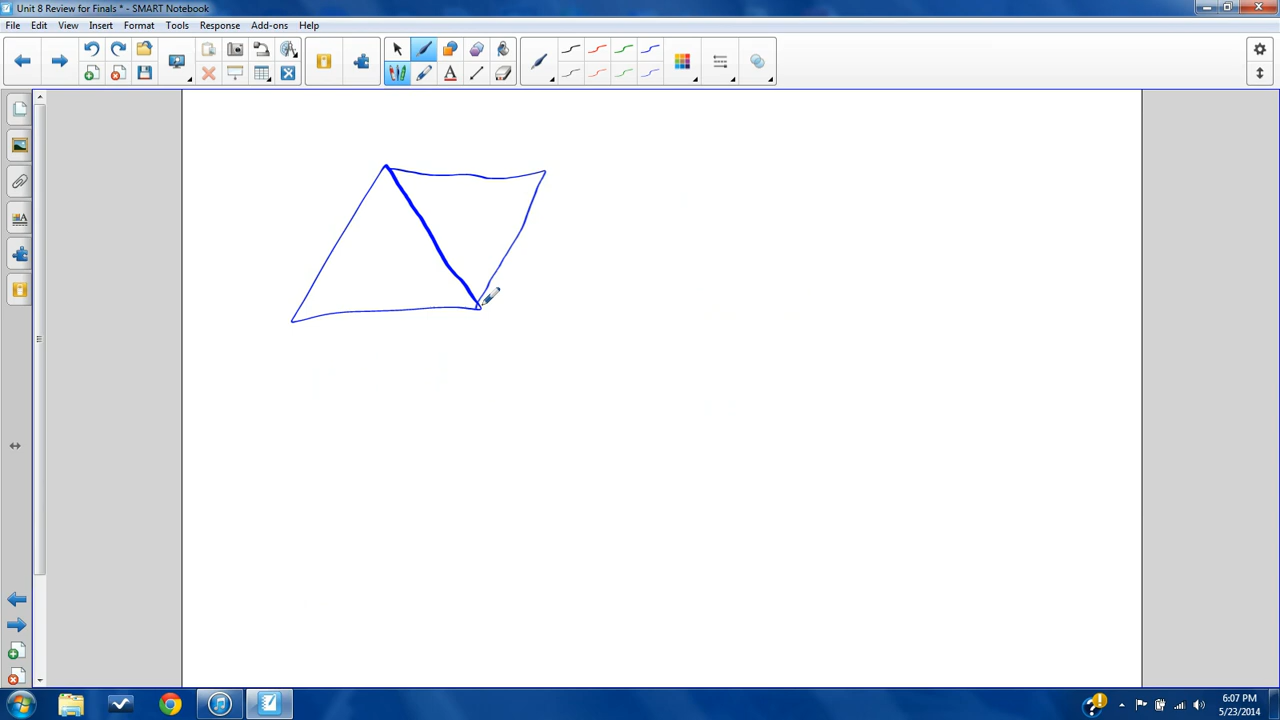 Unit 8 Review for Finals * - SMART Notebook
File Edit View Insert Format Tools Response Add-ons Help
6:07 PM
5/23/2014